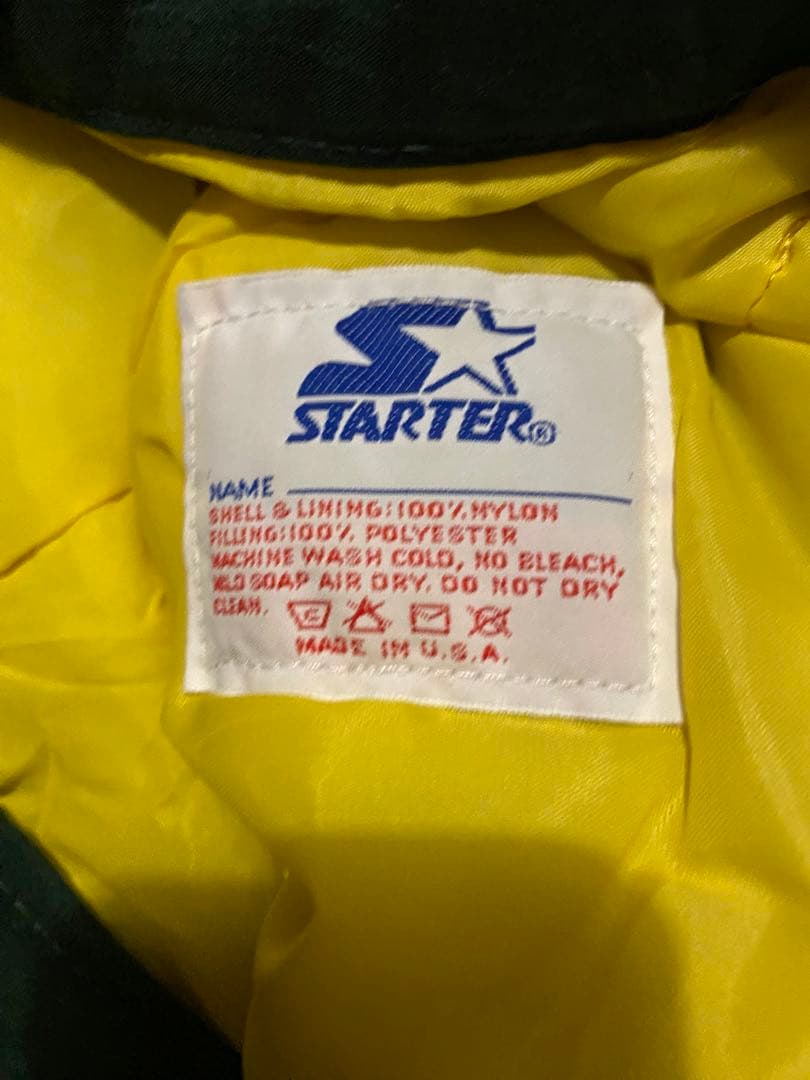 STARTER®
NAME
SHELL & LINING: 100% NYLON
FILLING: 100% POLYESTER
MACHINE WASH COLD, NO BLEACH,
MILD SOAP AIR DRY. DO NOT DRY
CLEAN.
MADE IN U.S.A.